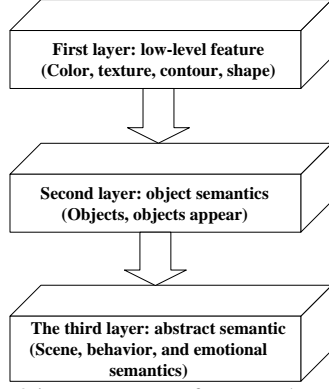 First layer: low-level feature
(Color, texture, contour, shape)
Second layer: object semantics
(Objects, objects appear)
The third layer: abstract semantic
(Scene, behavior, and emotional
semantics)